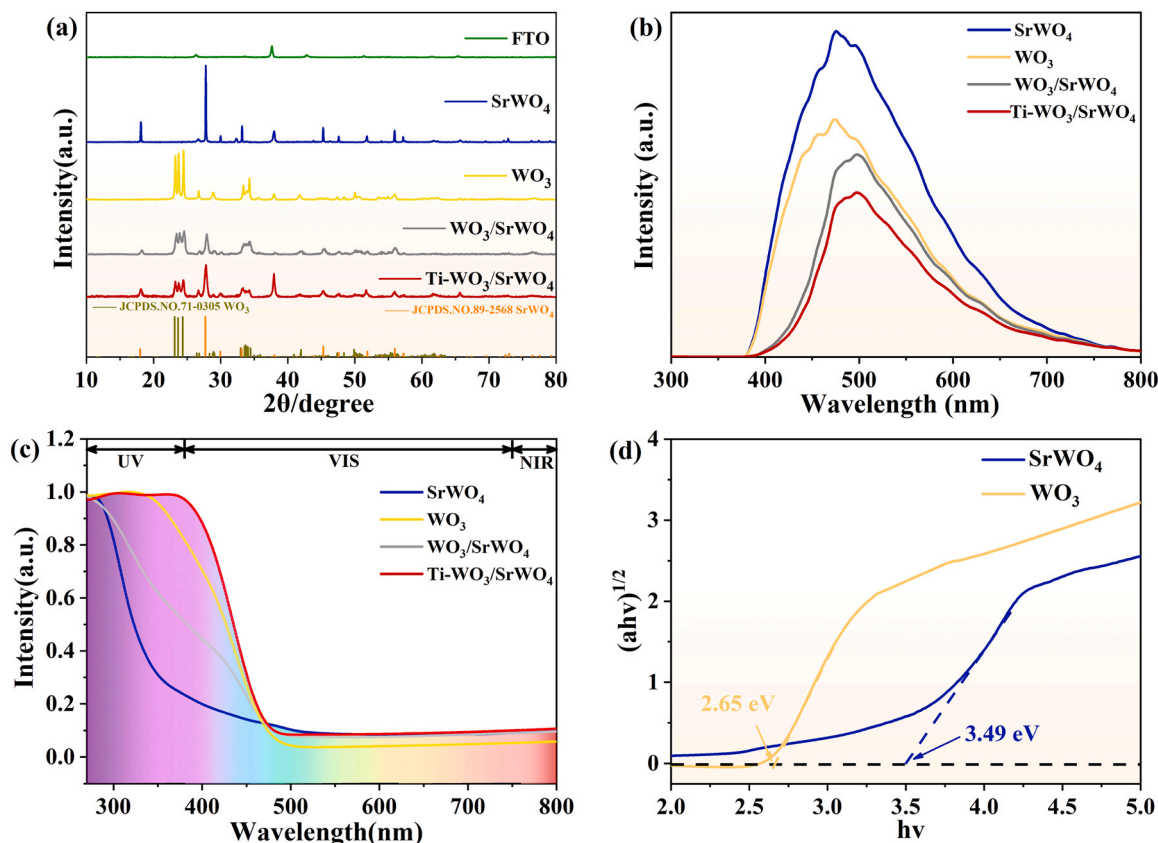 (a)
FTO
SrWO4
WO3
WO3/SrWO4
Ti-WO3/SrWO4
JCPDS.NO.71-0305 WO3
JCPDS.NO.89-2568 SrWO4
Intensity(a.u.)
10 20 30 40 50 60 70 80
2θ/degree
(b)
SrWO4
WO3
WO3/SrWO4
Ti-WO3/SrWO4
Intensity (a.u.)
300 400 500 600 700 800
Wavelength (nm)
(c)
UV VIS NIR
SrWO4
WO3
WO3/SrWO4
Ti-WO3/SrWO4
Intensity(a.u.)
1.2
1.0
0.8
0.6
0.4
0.2
0.0
300 400 500 600 700 800
Wavelength(nm)
(d)
SrWO4
WO3
(ahv)1/2
4
3
2
1
0
2.65 eV
3.49 eV
2.0 2.5 3.0 3.5 4.0 4.5 5.0
hv